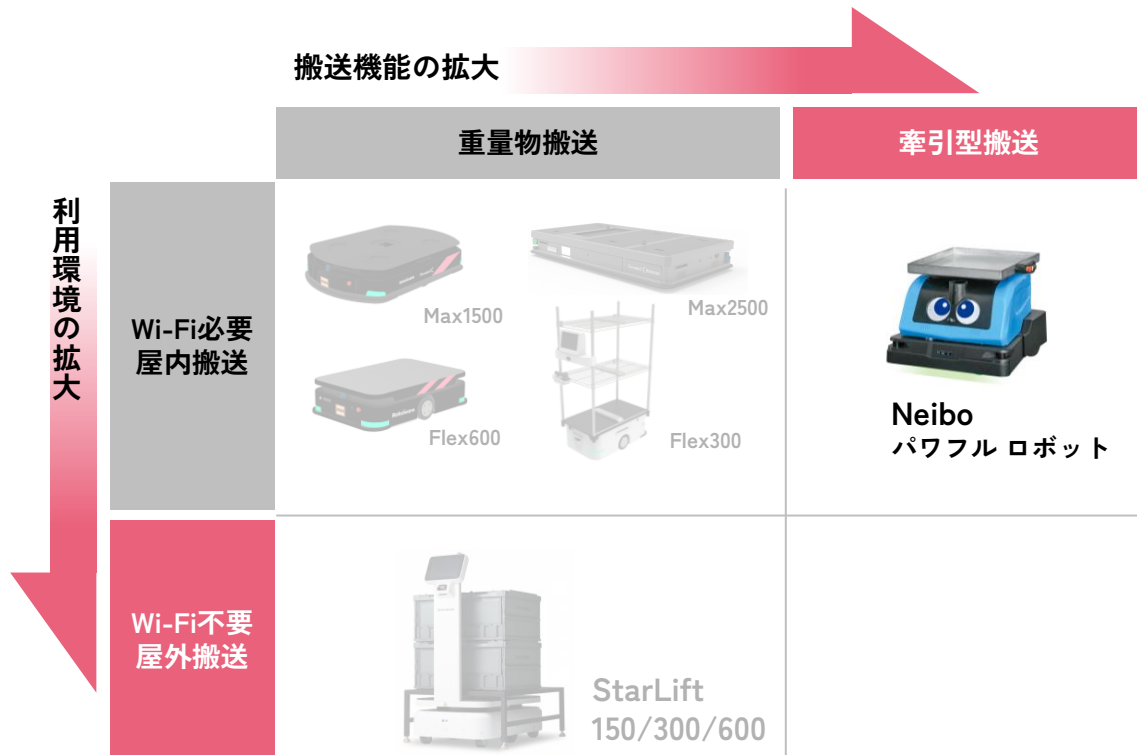 搬送機能の拡大
重量物搬送
牽引型搬送
利用環境の拡大
Wi-Fi必要
屋内搬送
Max1500
Max2500
Flex600
Flex300
Neibo
パワフル ロボット
Wi-Fi不要
屋外搬送
StarLift
150/300/600